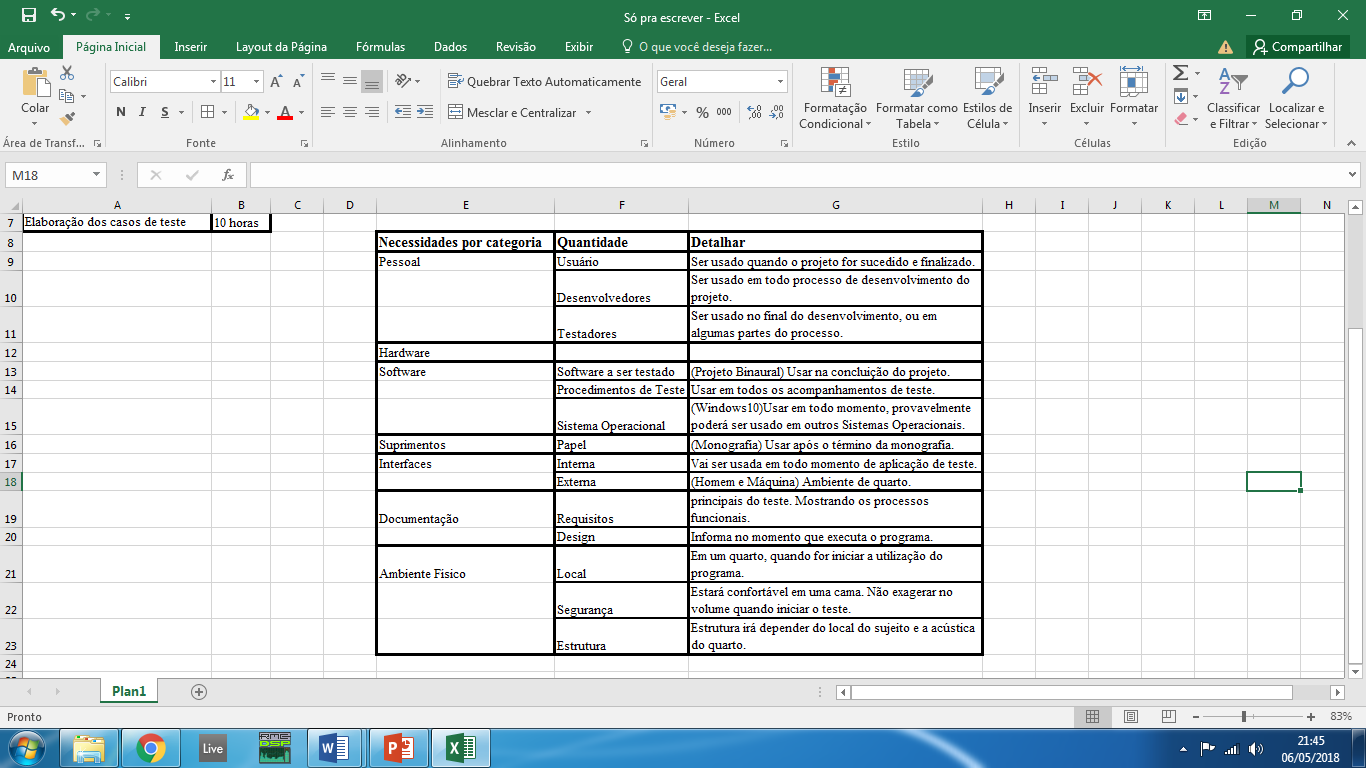 Só pra escrever - Excel
Arquivo Página Inicial Inserir Layout da Página Fórmulas Dados Revisão Exibir O que você deseja fazer... Compartilhar
Colar
Calibri 11
N I S A
Quebrar Texto Automaticamente
Mesclar e Centralizar
Geral
% 000
Formatação Condicional
Formatar como Tabela
Estilos de Célula
Inserir Excluir Formatar
Classificar e Filtrar
Localizar e Selecionar
Área de Transf... Fonte Alinhamento Número Estilo Células Edição
M18 fx
A B C D E F G H I J K L M N
7 Elaboração dos casos de teste 10 horas
8 Necessidades por categoria Quantidade Detalhar
9 Pessoal Usuário Ser usado quando o projeto for sucedido e finalizado.
10 Desenvolvedores Ser usado em todo processo de desenvolvimento do
projeto.
11 Testadores Ser usado no final do desenvolvimento, ou em
algumas partes do processo.
12 Hardware
13 Software Software a ser testado (Projeto Binaural) Usar na concluição do projeto.
14 Procedimentos de Teste Usar em todos os acompanhamentos de teste.
15 Sistema Operacional (Windows10)Usar em todo momento, provavelmente
poderá ser usado em outros Sistemas Operacionais.
16 Suprimentos Papel (Monografia) Usar após o término da monografia.
17 Interfaces Interna Vai ser usada em todo momento de aplicação de teste.
18 Externa (Homem e Máquina) Ambiente de quarto.
19 Documentação Requisitos principais do teste. Mostrando os processos
funcionais.
20 Design Informa no momento que executa o programa.
21 Ambiente Fisico Local Em um quarto, quando for iniciar a utilização do
programa.
22 Segurança Estará confortável em uma cama. Não exagerar no
volume quando iniciar o teste.
23 Estrutura Estrutura irá depender do local do sujeito e a acústica
do quarto.
24
Plan1
Pronto 83%
Live
21:45
06/05/2018